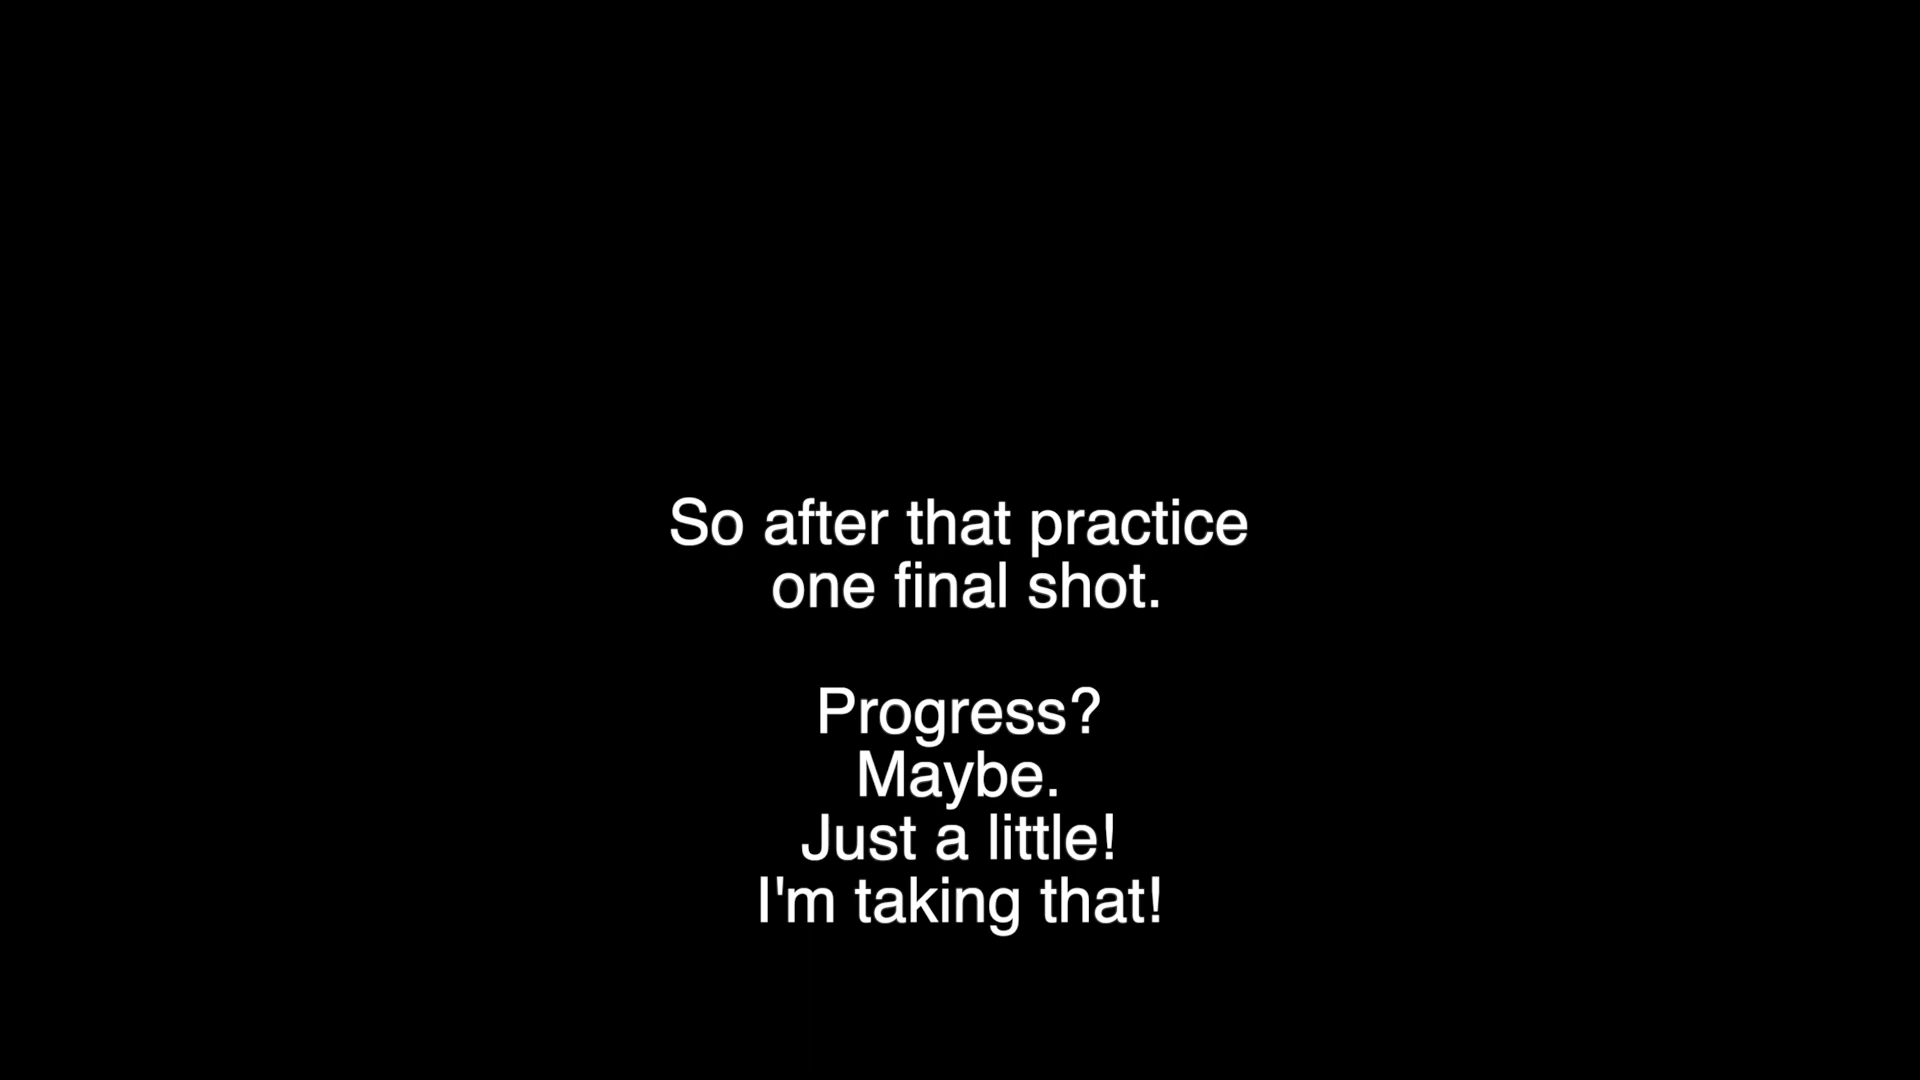 So after that practice
one final shot.
Progress?
Maybe.
Just a little!
I'm taking that!